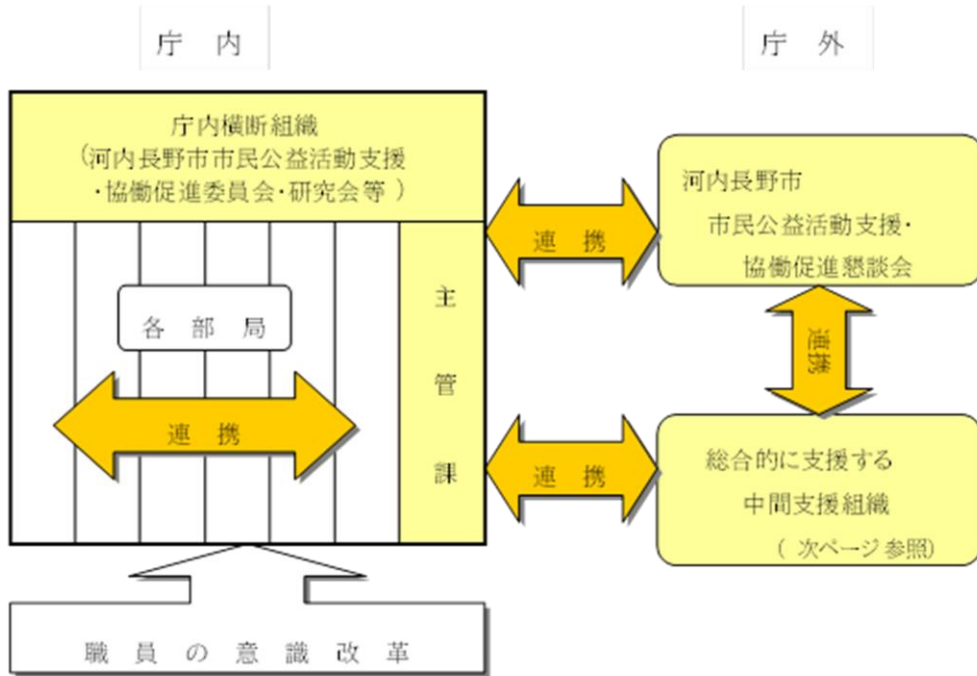 庁 内
庁 外
庁内横断組織
(河内長野市市民公益活動支援
・協働促進委員会・研究会等 )
各 部 局
連 携
主
管
課
連 携
連 携
河内長野市
市民公益活動支援・
協働促進懇談会
連携
総合的に支援する
中間支援組織
( 次ページ参照)
職 員 の 意 識 改 革